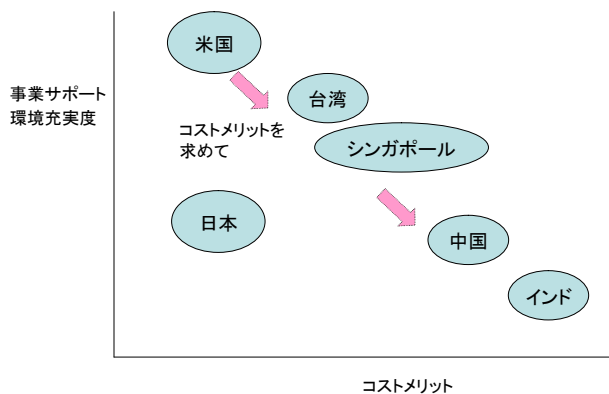 米国
事業サポート
環境充実度
台湾
コストメリットを
求めて
シンガポール
日本
中国
インド
コストメリット